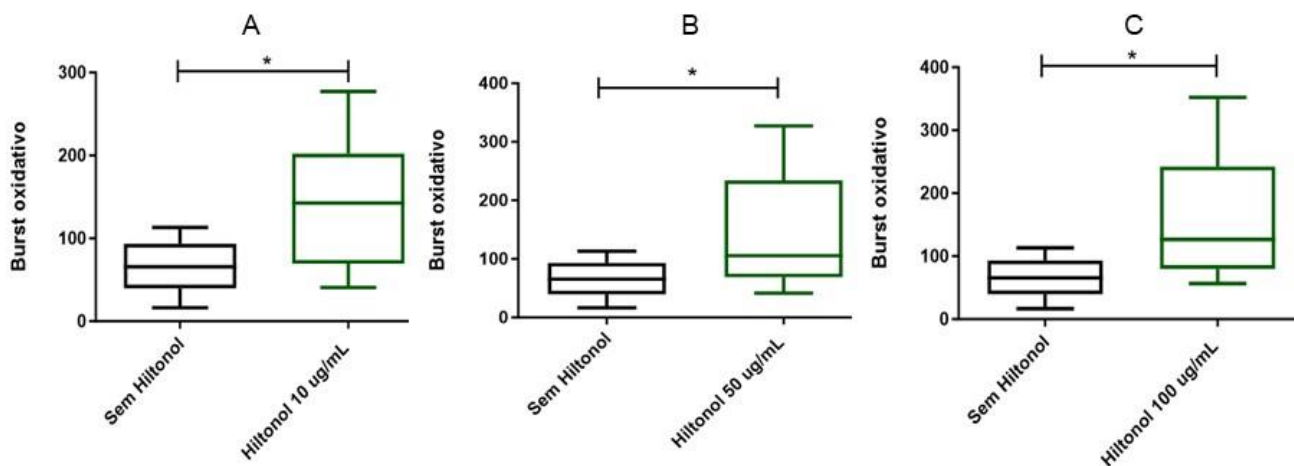 A
*
300
200
100
0
Burst oxidativo
Sem Hiltonol
Hiltonol 10 ug/mL
B
*
400
300
200
100
0
Burst oxidativo
Sem Hiltonol
Hiltonol 50 ug/mL
C
*
400
300
200
100
0
Burst oxidativo
Sem Hiltonol
Hiltonol 100 ug/mL